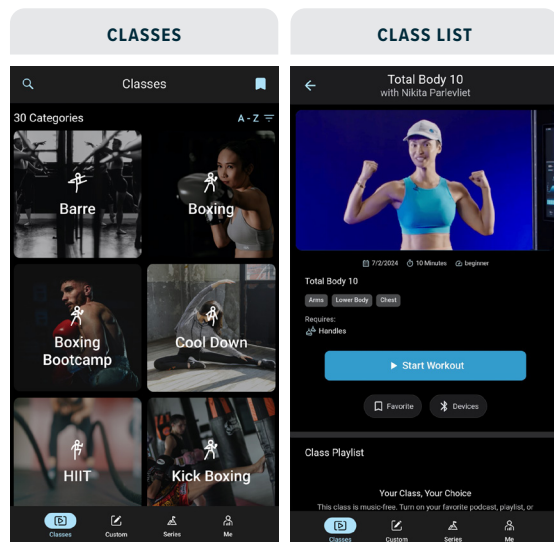 CLASSES
Classes
30 Categories
A - Z
Barre
Boxing
Boxing
Bootcamp
Cool Down
HIIT
Kick Boxing
Classes
Custom
Series
Me
CLASS LIST
Total Body 10
with Nikita Parlevliet
7/2/2024
10 Minutes
beginner
Total Body 10
Arms
Lower Body
Chest
Requires:
Handles
Start Workout
Favorite
Devices
Class Playlist
Your Class, Your Choice
This class is music-free. Turn on your favorite podcast, playlist, or
Classes
Custom
Series
Me